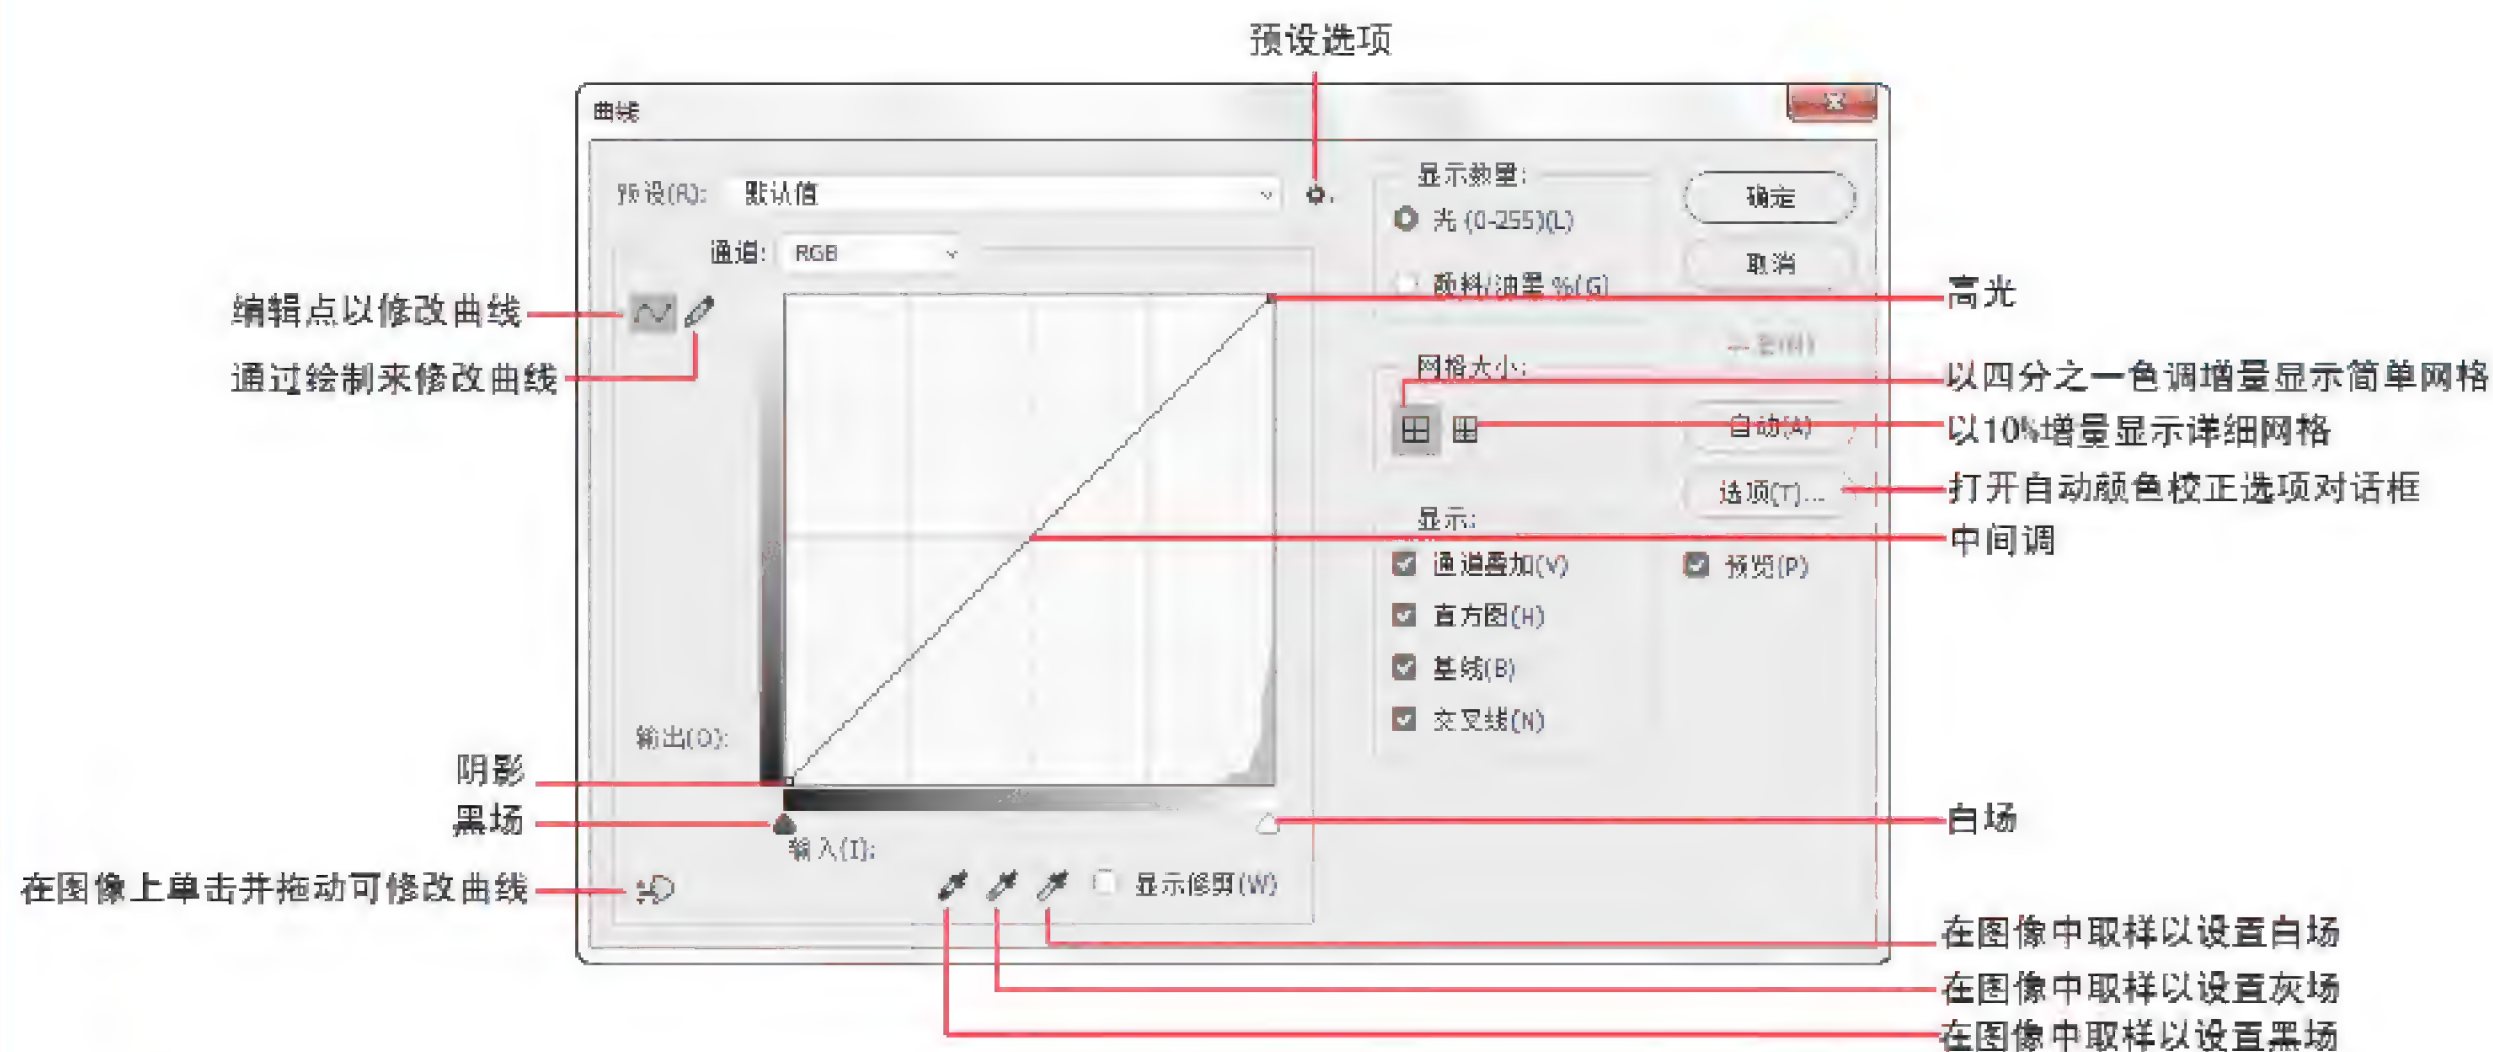 预设选项
曲线
预设(R): 默认值
显示数量:
确定
光 (0-255)(L)
通道: RGB
取消
颜料/油墨 %(G)
高光
编辑点以修改曲线
通过绘制来修改曲线
网格大小:
以四分之一色调增量显示简单网格
自动(A)
以10%增量显示详细网格
选项(T)...
打开自动颜色校正选项对话框
显示:
中间调
通道叠加(V)
预览(P)
直方图(H)
基线(B)
交叉线(N)
输出(O):
阴影
黑场
白场
输入(I):
在图像上单击并拖动可修改曲线
显示修剪(W)
在图像中取样以设置白场
在图像中取样以设置灰场
在图像中取样以设置黑场